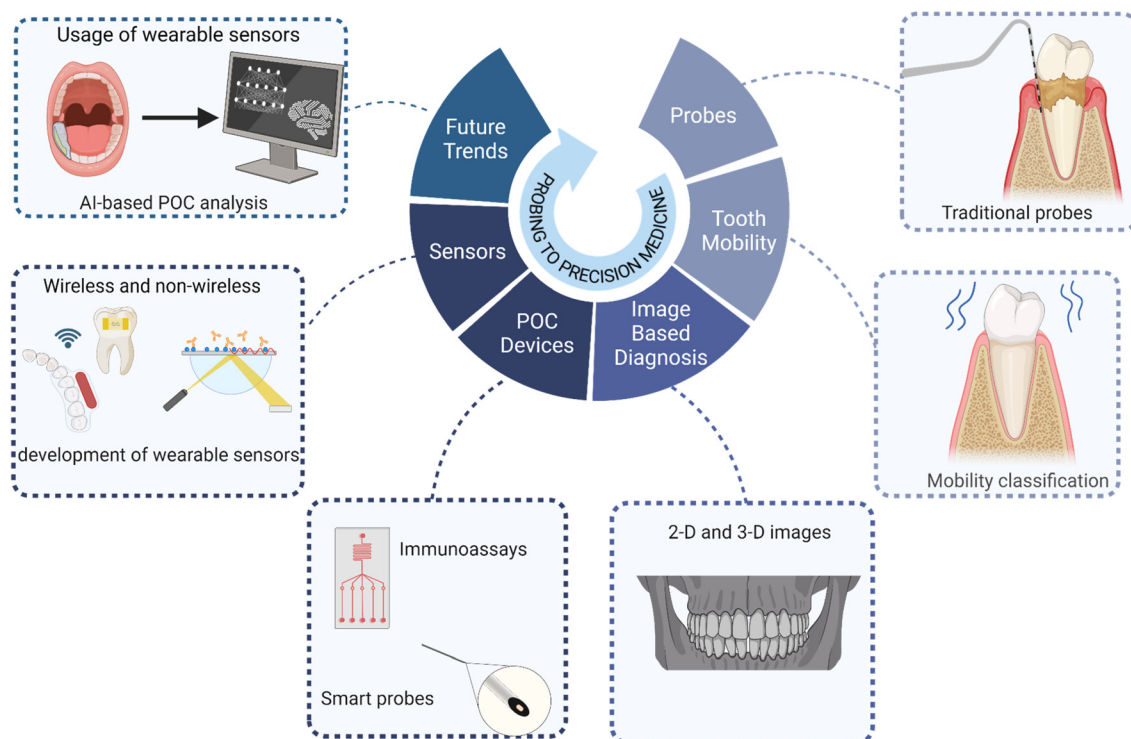 Usage of wearable sensors
AI-based POC analysis
Future
Trends
Probes
Traditional probes
Tooth
Mobility
Mobility classification
Sensors
Wireless and non-wireless
development of wearable sensors
POC
Devices
Immunoassays
Smart probes
Image
Based
Diagnosis
2-D and 3-D images
PROBING TO PRECISION MEDICINE